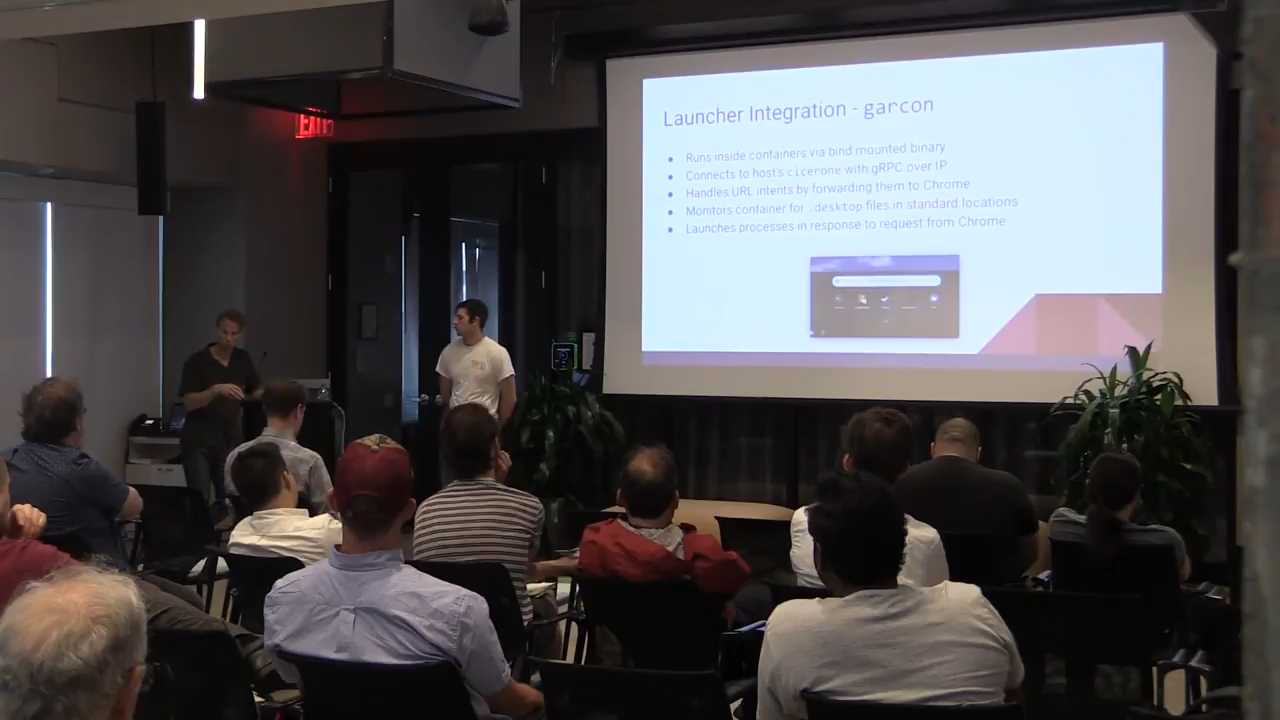 EXIT
Launcher Integration - garcon
Runs inside containers via bind mounted binary
Connects to host's cicerone with gRPC over IP
Handles URL intents by forwarding them to Chrome
Monitors container for .desktop files in standard locations
Launches processes in response to request from Chrome